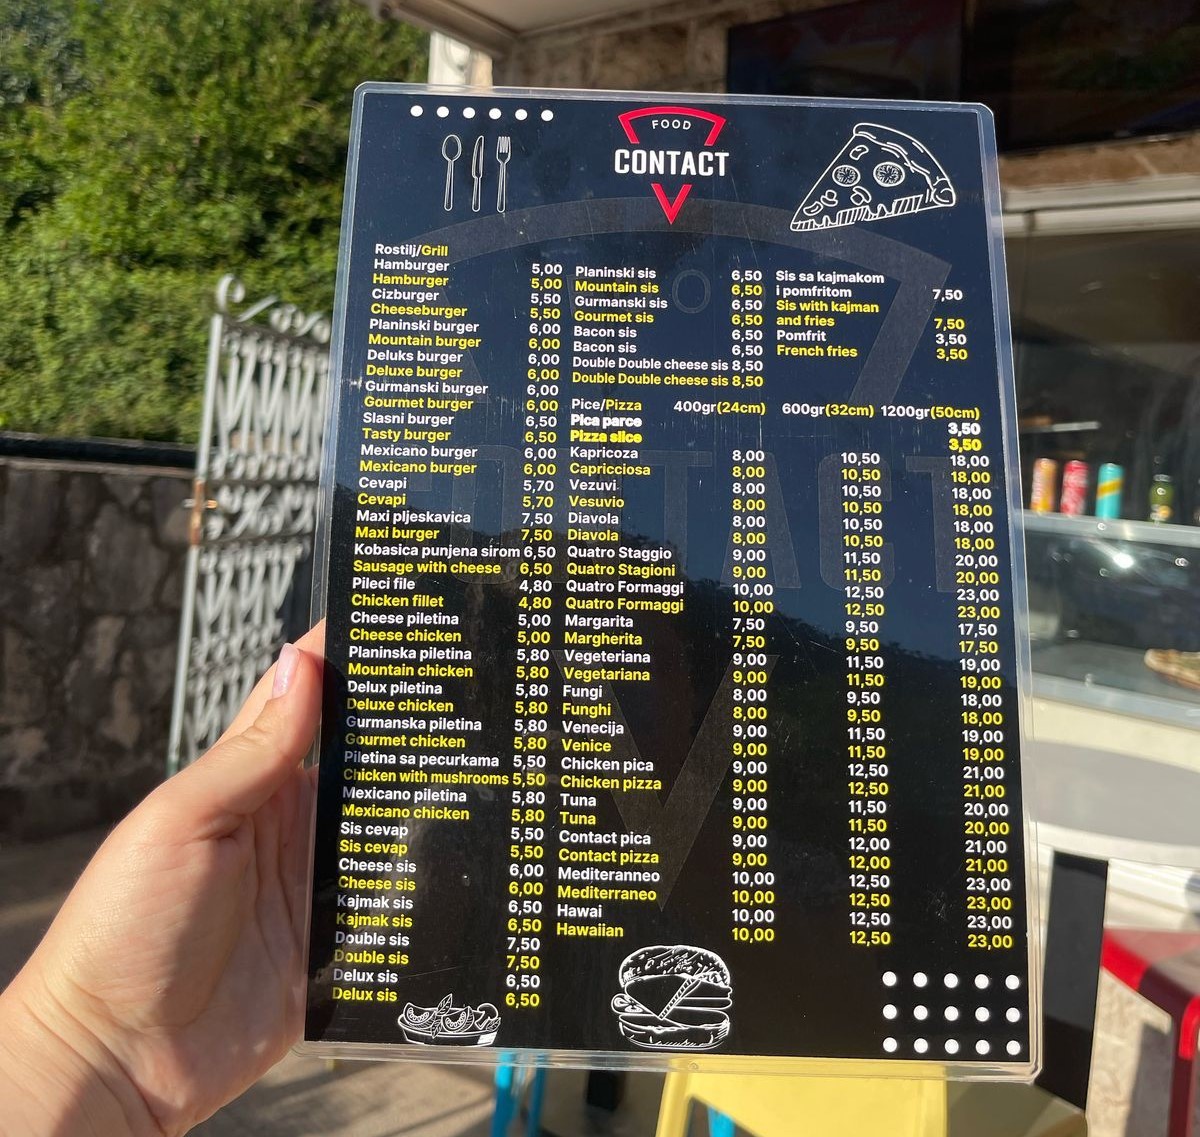 FOOD
CONTACT
Rostilj/Grill
Hamburger 5,00
Hamburger 5,00
Cizburger 5,50
Cheeseburger 5,50
Planinski burger 6,00
Mountain burger 6,00
Deluks burger 6,00
Deluxe burger 6,00
Gurmanski burger 6,00
Gourmet burger 6,00
Slasni burger 6,50
Tasty burger 6,50
Mexicano burger 6,00
Mexicano burger 6,00
Cevapi 5,70
Cevapi 5,70
Maxi pljeskavica 7,50
Maxi burger 7,50
Kobasica punjena sirom 6,50
Sausage with cheese 6,50
Pileci file 4,80
Chicken fillet 4,80
Cheese piletina 5,00
Cheese chicken 5,00
Planinska piletina 5,80
Mountain chicken 5,80
Delux piletina 5,80
Deluxe chicken 5,80
Gurmanska piletina 5,80
Gourmet chicken 5,80
Piletina sa pecurkama 5,50
Chicken with mushrooms 5,50
Mexicano piletina 5,80
Mexicano chicken 5,80
Sis cevap 5,50
Sis cevap 5,50
Cheese sis 6,00
Cheese sis 6,00
Kajmak sis 6,50
Kajmak sis 6,50
Double sis 7,50
Double sis 7,50
Delux sis 6,50
Delux sis 6,50
Planinski sis 6,50
Mountain sis 6,50
Gurmanski sis 6,50
Gourmet sis 6,50
Bacon sis 6,50
Bacon sis 6,50
Double Double cheese sis 8,50
Double Double cheese sis 8,50
Sis sa kajmakom
i pomfritom 7,50
Sis with kajman
and fries 7,50
Pomfrit 3,50
French fries 3,50
Pice/Pizza 400gr(24cm) 600gr(32cm) 1200gr(50cm)
Pica parce 3,50
Pizza slice 3,50
Kapricoza 8,00 10,50 18,00
Capricciosa 8,00 10,50 18,00
Vezuvi 8,00 10,50 18,00
Vesuvio 8,00 10,50 18,00
Diavola 8,00 10,50 18,00
Diavola 8,00 10,50 18,00
Quatro Staggio 9,00 11,50 20,00
Quatro Stagioni 9,00 11,50 20,00
Quatro Formaggi 10,00 12,50 23,00
Quatro Formaggi 10,00 12,50 23,00
Margarita 7,50 9,50 17,50
Margherita 7,50 9,50 17,50
Vegeteriana 9,00 11,50 19,00
Vegetariana 9,00 11,50 19,00
Fungi 8,00 9,50 18,00
Funghi 8,00 9,50 18,00
Venecija 9,00 11,50 19,00
Venice 9,00 11,50 19,00
Chicken pica 9,00 12,50 21,00
Chicken pizza 9,00 12,50 21,00
Tuna 9,00 11,50 20,00
Tuna 9,00 11,50 20,00
Contact pica 9,00 12,00 21,00
Contact pizza 9,00 12,00 21,00
Mediteranneo 10,00 12,50 23,00
Mediterraneo 10,00 12,50 23,00
Hawai 10,00 12,50 23,00
Hawaiian 10,00 12,50 23,00